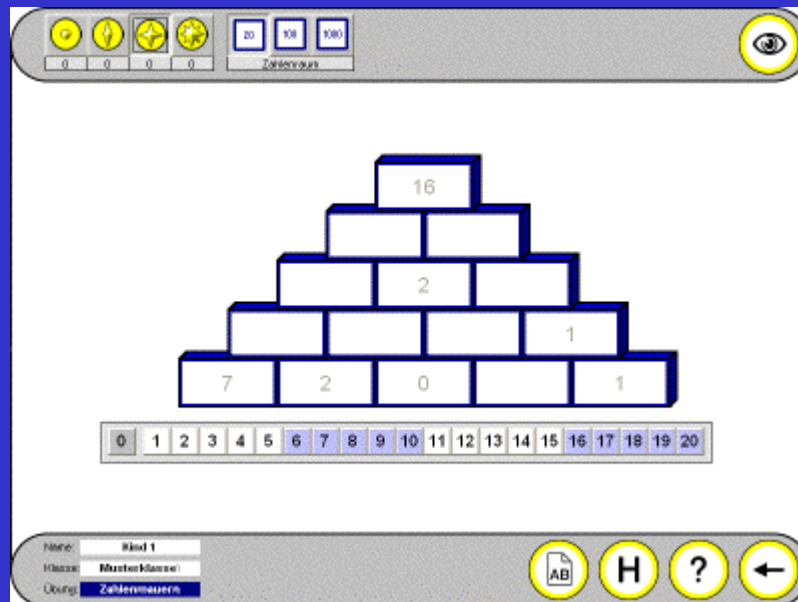 20 100 1000
0 0 0 0 Zahlenraum
16
2
1
7 2 0 1
0 1 2 3 4 5 6 7 8 9 10 11 12 13 14 15 16 17 18 19 20
Name: Kind 1
Klasse: Musterklasse
Übung: Zahlenmauern
AB H ?